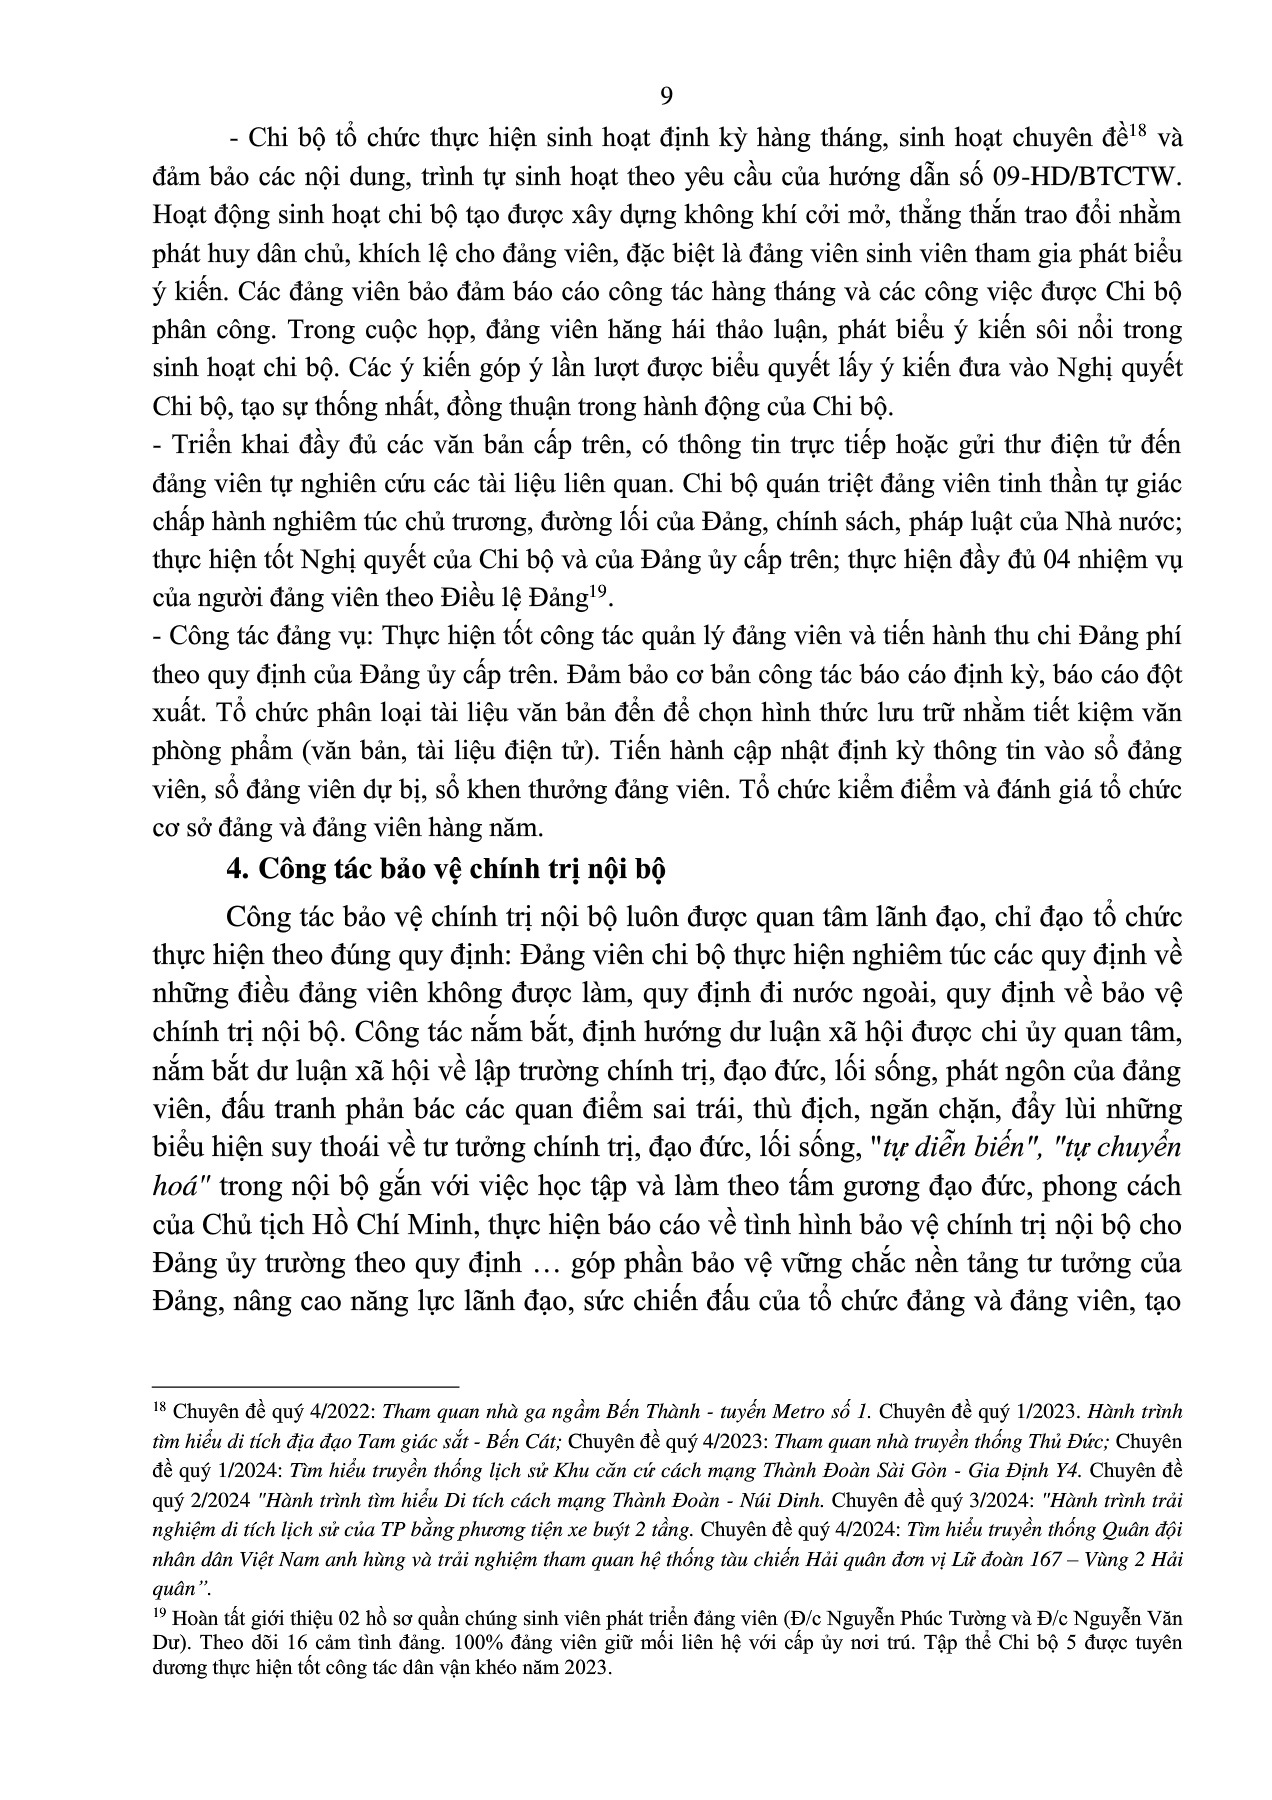 9
- Chi bộ tổ chức thực hiện sinh hoạt định kỳ hàng tháng, sinh hoạt chuyên đề18 và
đảm bảo các nội dung, trình tự sinh hoạt theo yêu cầu của hướng dẫn số 09-HD/BTCTW.
Hoạt động sinh hoạt chi bộ tạo được xây dựng không khí cởi mở, thẳng thắn trao đổi nhằm
phát huy dân chủ, khích lệ cho đảng viên, đặc biệt là đảng viên sinh viên tham gia phát biểu
ý kiến. Các đảng viên bảo đảm báo cáo công tác hàng tháng và các công việc được Chi bộ
phân công. Trong cuộc họp, đảng viên hăng hái thảo luận, phát biểu ý kiến sôi nổi trong
sinh hoạt chi bộ. Các ý kiến góp ý lần lượt được biểu quyết lấy ý kiến đưa vào Nghị quyết
Chi bộ, tạo sự thống nhất, đồng thuận trong hành động của Chi bộ.
- Triển khai đầy đủ các văn bản cấp trên, có thông tin trực tiếp hoặc gửi thư điện tử đến
đảng viên tự nghiên cứu các tài liệu liên quan. Chi bộ quán triệt đảng viên tinh thần tự giác
chấp hành nghiêm túc chủ trương, đường lối của Đảng, chính sách, pháp luật của Nhà nước;
thực hiện tốt Nghị quyết của Chi bộ và của Đảng ủy cấp trên; thực hiện đầy đủ 04 nhiệm vụ
của người đảng viên theo Điều lệ Đảng19.
- Công tác đảng vụ: Thực hiện tốt công tác quản lý đảng viên và tiến hành thu chi Đảng phí
theo quy định của Đảng ủy cấp trên. Đảm bảo cơ bản công tác báo cáo định kỳ, báo cáo đột
xuất. Tổ chức phân loại tài liệu văn bản đển để chọn hình thức lưu trữ nhằm tiết kiệm văn
phòng phẩm (văn bản, tài liệu điện tử). Tiến hành cập nhật định kỳ thông tin vào sổ đảng
viên, sổ đảng viên dự bị, sổ khen thưởng đảng viên. Tổ chức kiểm điểm và đánh giá tổ chức
cơ sở đảng và đảng viên hàng năm.
4. Công tác bảo vệ chính trị nội bộ
Công tác bảo vệ chính trị nội bộ luôn được quan tâm lãnh đạo, chỉ đạo tổ chức
thực hiện theo đúng quy định: Đảng viên chi bộ thực hiện nghiêm túc các quy định về
những điều đảng viên không được làm, quy định đi nước ngoài, quy định về bảo vệ
chính trị nội bộ. Công tác nắm bắt, định hướng dư luận xã hội được chi ủy quan tâm,
nắm bắt dư luận xã hội về lập trường chính trị, đạo đức, lối sống, phát ngôn của đảng
viên, đấu tranh phản bác các quan điểm sai trái, thù địch, ngăn chặn, đẩy lùi những
biểu hiện suy thoái về tư tưởng chính trị, đạo đức, lối sống, "tự diễn biến", "tự chuyển
hoá" trong nội bộ gắn với việc học tập và làm theo tấm gương đạo đức, phong cách
của Chủ tịch Hồ Chí Minh, thực hiện báo cáo về tình hình bảo vệ chính trị nội bộ cho
Đảng ủy trường theo quy định … góp phần bảo vệ vững chắc nền tảng tư tưởng của
Đảng, nâng cao năng lực lãnh đạo, sức chiến đấu của tổ chức đảng và đảng viên, tạo
18 Chuyên đề quý 4/2022: Tham quan nhà ga ngầm Bến Thành - tuyến Metro số 1. Chuyên đề quý 1/2023. Hành trình
tìm hiểu di tích địa đạo Tam giác sắt - Bến Cát; Chuyên đề quý 4/2023: Tham quan nhà truyền thống Thủ Đức; Chuyên
đề quý 1/2024: Tìm hiểu truyền thống lịch sử Khu căn cứ cách mạng Thành Đoàn Sài Gòn - Gia Định Y4. Chuyên đề
quý 2/2024 "Hành trình tìm hiểu Di tích cách mạng Thành Đoàn - Núi Dinh. Chuyên đề quý 3/2024: "Hành trình trải
nghiệm di tích lịch sử của TP bằng phương tiện xe buýt 2 tầng. Chuyên đề quý 4/2024: Tìm hiểu truyền thống Quân đội
nhân dân Việt Nam anh hùng và trải nghiệm tham quan hệ thống tàu chiến Hải quân đơn vị Lữ đoàn 167 – Vùng 2 Hải
quân”.
19 Hoàn tất giới thiệu 02 hồ sơ quần chúng sinh viên phát triển đảng viên (Đ/c Nguyễn Phúc Tường và Đ/c Nguyễn Văn
Dư). Theo dõi 16 cảm tình đảng. 100% đảng viên giữ mối liên hệ với cấp ủy nơi trú. Tập thể Chi bộ 5 được tuyên
dương thực hiện tốt công tác dân vận khéo năm 2023.